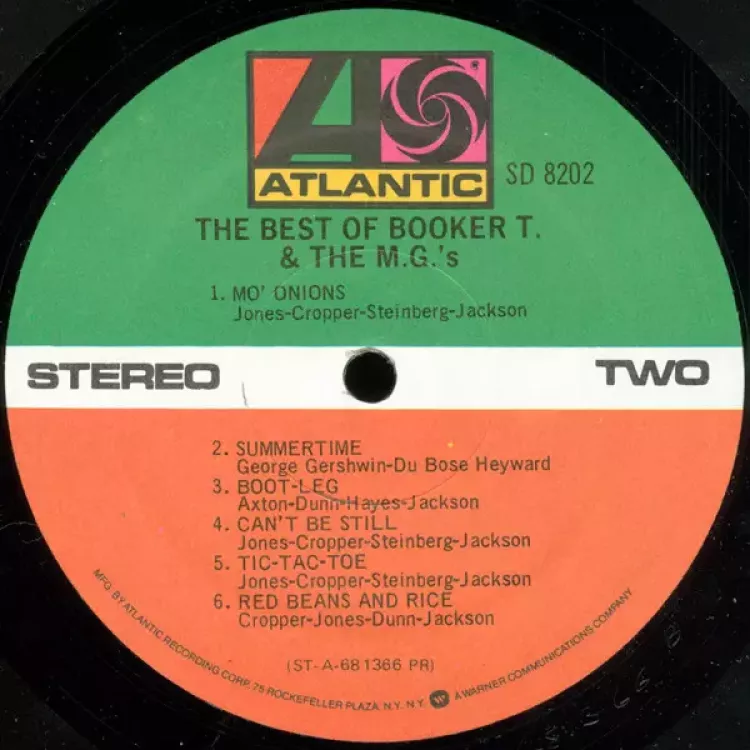 ATLANTIC
SD 8202
THE BEST OF BOOKER T.
& THE M.G.'s
1. MO' ONIONS
Jones-Cropper-Steinberg-Jackson
STEREO
TWO
2. SUMMERTIME
George Gershwin-Du Bose Heyward
3. BOOT-LEG
Axton-Dunn-Hayes-Jackson
4. CAN'T BE STILL
Jones-Cropper-Steinberg-Jackson
5. TIC-TAC-TOE
Jones-Cropper-Steinberg-Jackson
6. RED BEANS AND RICE
Cropper-Jones-Dunn-Jackson
(ST-A-681366 PR)
MFG. BY ATLANTIC RECORDING CORP. 75 ROCKEFELLER PLAZA, N.Y. N.Y. A WARNER COMMUNICATIONS COMPANY